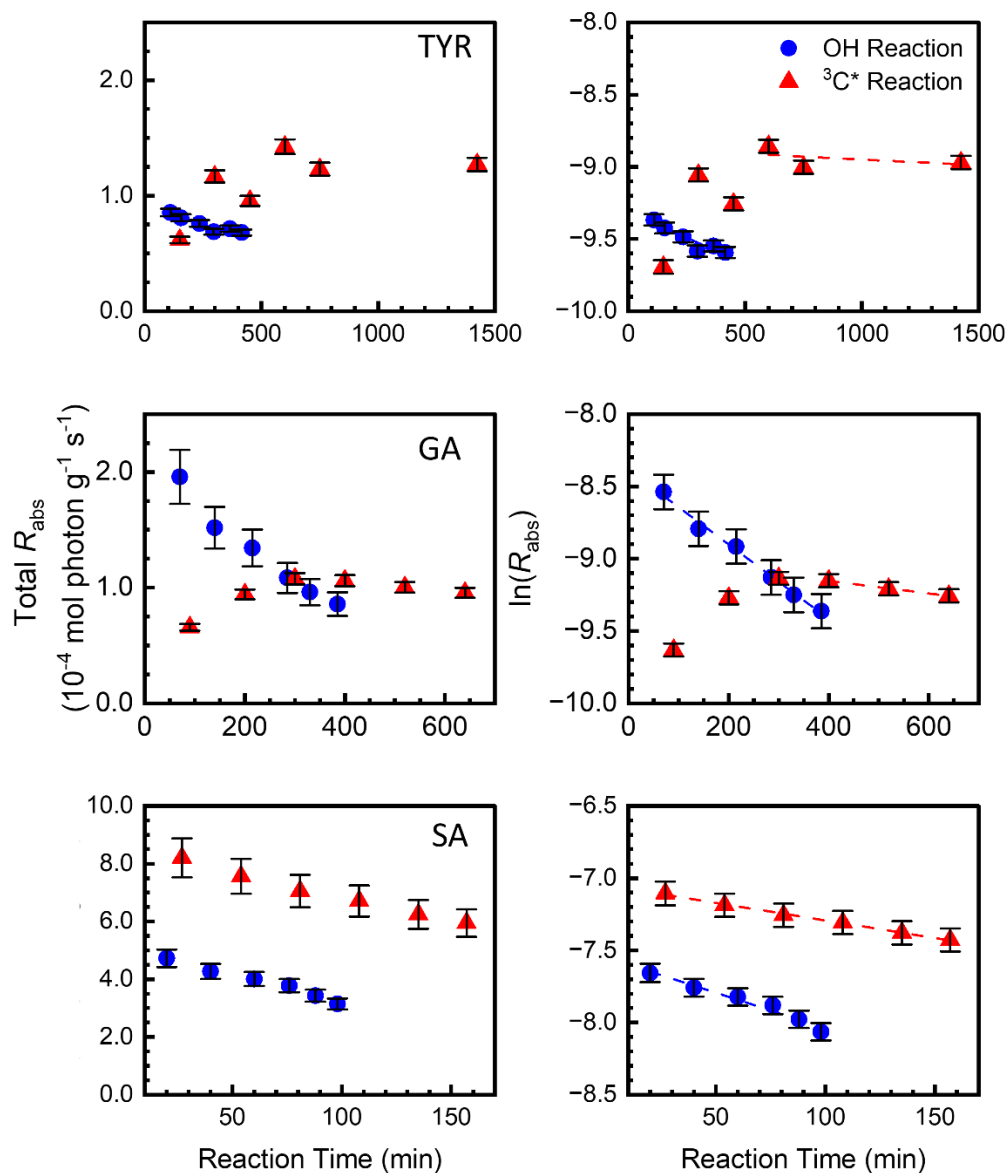 TYR
2.0
1.0
0.0
0 500 1000 1500
−8.0
−8.5
−9.0
−9.5
−10.0
0 500 1000 1500
OH Reaction
³C* Reaction
GA
2.0
1.0
0.0
0 200 400 600
−8.0
−8.5
−9.0
−9.5
−10.0
0 200 400 600
Total R_abs
(10⁻⁴ mol photon g⁻¹ s⁻¹)
ln(R_abs)
SA
10.0
8.0
6.0
4.0
2.0
0.0
50 100 150
−6.5
−7.0
−7.5
−8.0
−8.5
50 100 150
Reaction Time (min)
Reaction Time (min)